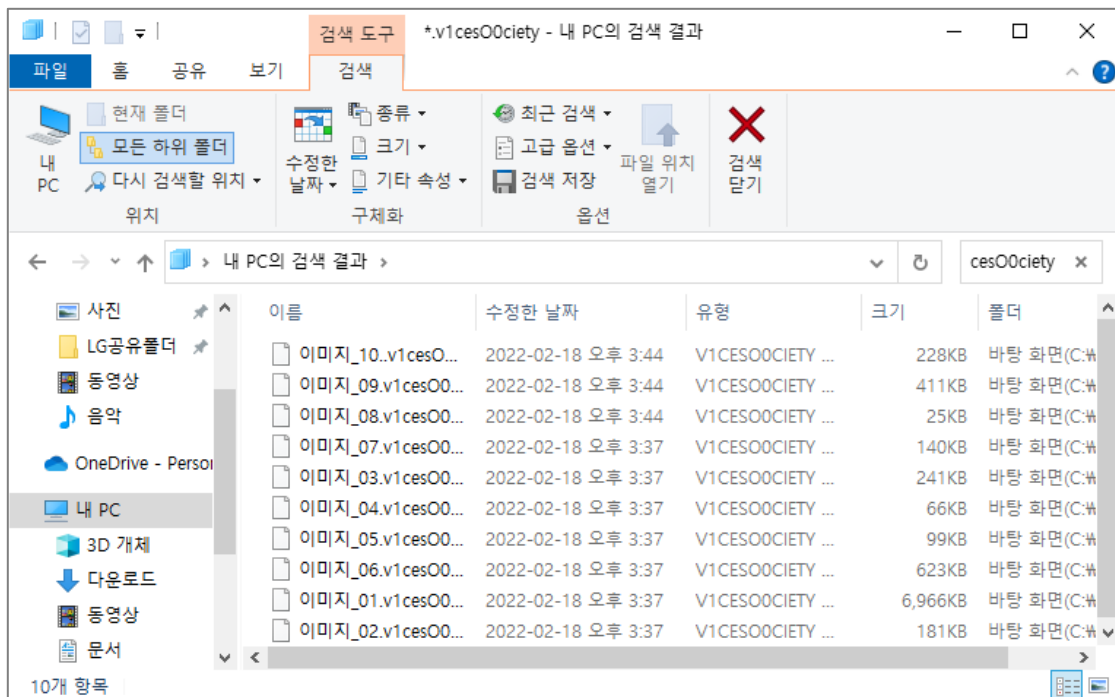 검색 도구 *.v1cesO0ciety - 내 PC의 검색 결과
파일 홈 공유 보기 검색
내 PC
현재 폴더
모든 하위 폴더
다시 검색할 위치
위치
수정한 날짜
종류
크기
기타 속성
구체화
최근 검색
고급 옵션
검색 저장
파일 위치 열기
옵션
검색 닫기
내 PC의 검색 결과
cesO0ciety
사진
LG공유폴더
동영상
음악
OneDrive - Persor
내 PC
3D 개체
다운로드
동영상
문서
이름 수정한 날짜 유형 크기 폴더
이미지_10..v1cesO... 2022-02-18 오후 3:44 V1CESO0CIETY ... 228KB 바탕 화면(C:₩
이미지_09.v1cesO0... 2022-02-18 오후 3:44 V1CESO0CIETY ... 411KB 바탕 화면(C:₩
이미지_08.v1cesO0... 2022-02-18 오후 3:44 V1CESO0CIETY ... 25KB 바탕 화면(C:₩
이미지_07.v1cesO0... 2022-02-18 오후 3:37 V1CESO0CIETY ... 140KB 바탕 화면(C:₩
이미지_03.v1cesO0... 2022-02-18 오후 3:37 V1CESO0CIETY ... 241KB 바탕 화면(C:₩
이미지_04.v1cesO0... 2022-02-18 오후 3:37 V1CESO0CIETY ... 66KB 바탕 화면(C:₩
이미지_05.v1cesO0... 2022-02-18 오후 3:37 V1CESO0CIETY ... 99KB 바탕 화면(C:₩
이미지_06.v1cesO0... 2022-02-18 오후 3:37 V1CESO0CIETY ... 623KB 바탕 화면(C:₩
이미지_01.v1cesO0... 2022-02-18 오후 3:37 V1CESO0CIETY ... 6,966KB 바탕 화면(C:₩
이미지_02.v1cesO0... 2022-02-18 오후 3:37 V1CESO0CIETY ... 181KB 바탕 화면(C:₩
10개 항목